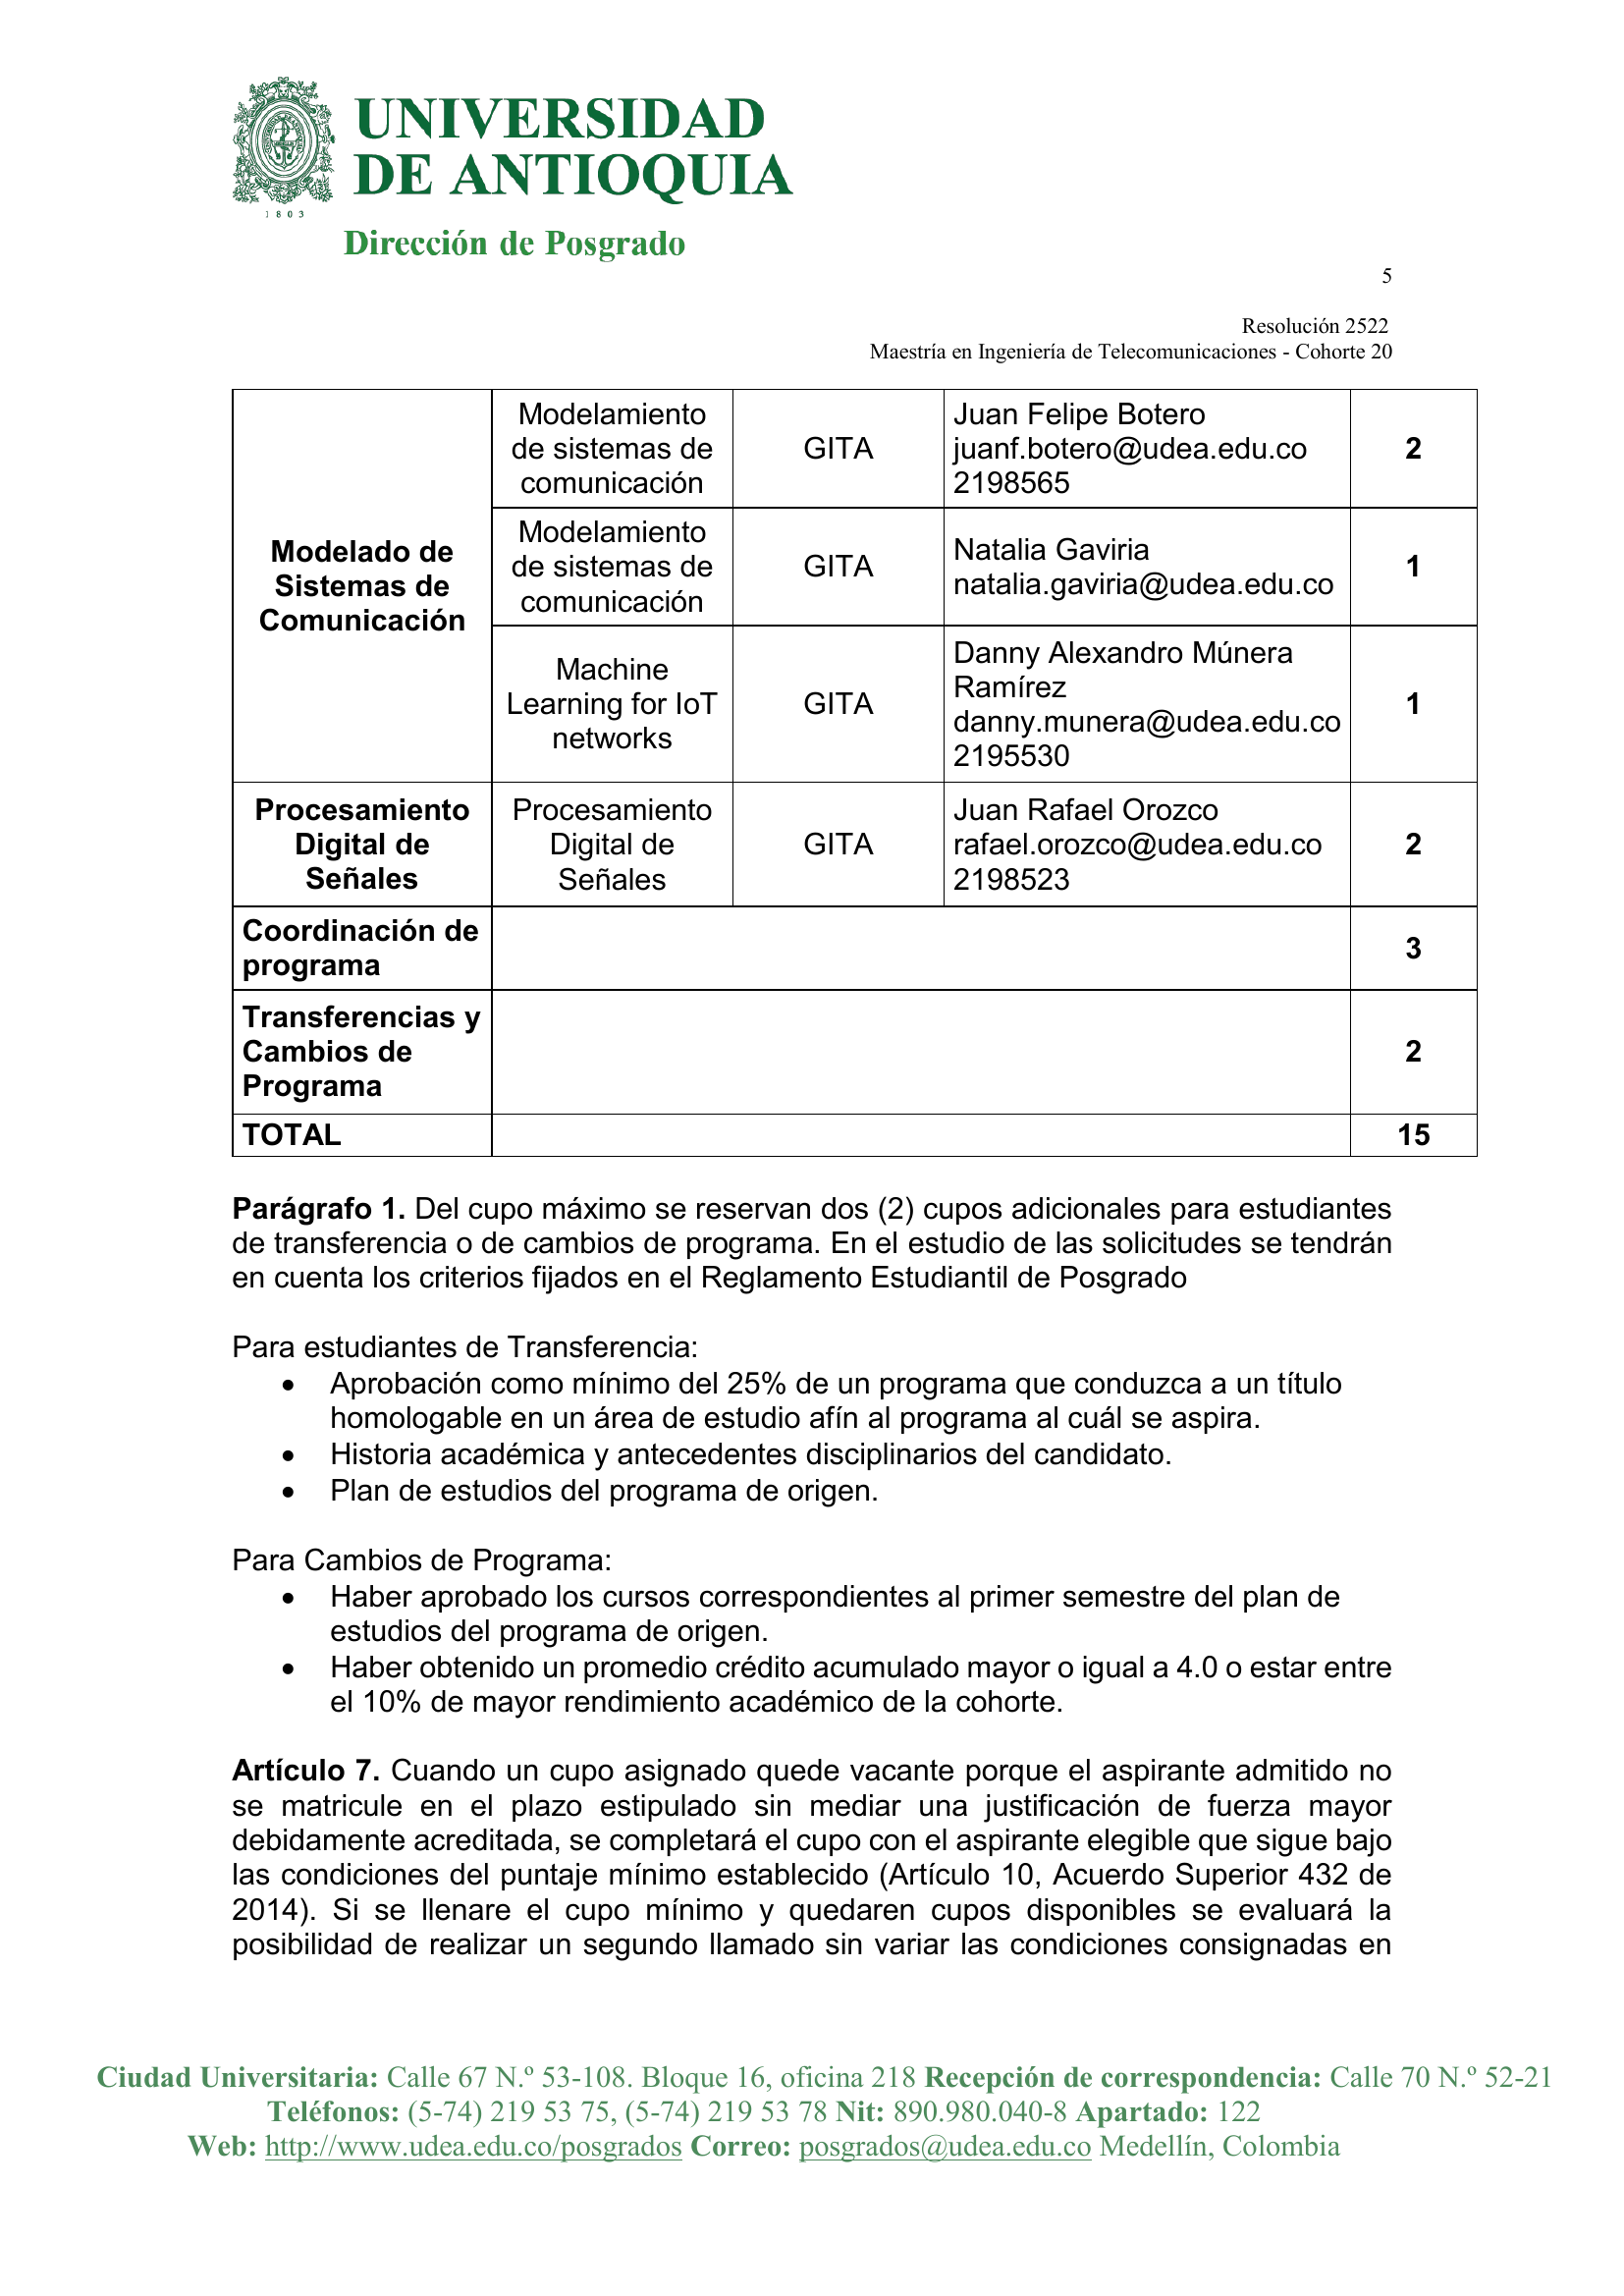 UNIVERSIDAD
DE ANTIOQUIA
1803
Dirección de Posgrado
5
Resolución 2522
Maestría en Ingeniería de Telecomunicaciones - Cohorte 20
Modelado de
Sistemas de
Comunicación
Modelamiento
de sistemas de
comunicación
GITA
Juan Felipe Botero
juanf.botero@udea.edu.co
2198565
2
Modelamiento
de sistemas de
comunicación
GITA
Natalia Gaviria
natalia.gaviria@udea.edu.co
1
Machine
Learning for IoT
networks
GITA
Danny Alexandro Múnera
Ramírez
danny.munera@udea.edu.co
2195530
1
Procesamiento
Digital de
Señales
Procesamiento
Digital de
Señales
GITA
Juan Rafael Orozco
rafael.orozco@udea.edu.co
2198523
2
Coordinación de
programa
3
Transferencias y
Cambios de
Programa
2
TOTAL
15
Parágrafo 1. Del cupo máximo se reservan dos (2) cupos adicionales para estudiantes
de transferencia o de cambios de programa. En el estudio de las solicitudes se tendrán
en cuenta los criterios fijados en el Reglamento Estudiantil de Posgrado
Para estudiantes de Transferencia:
• Aprobación como mínimo del 25% de un programa que conduzca a un título
homologable en un área de estudio afín al programa al cuál se aspira.
• Historia académica y antecedentes disciplinarios del candidato.
• Plan de estudios del programa de origen.
Para Cambios de Programa:
• Haber aprobado los cursos correspondientes al primer semestre del plan de
estudios del programa de origen.
• Haber obtenido un promedio crédito acumulado mayor o igual a 4.0 o estar entre
el 10% de mayor rendimiento académico de la cohorte.
Artículo 7. Cuando un cupo asignado quede vacante porque el aspirante admitido no
se matricule en el plazo estipulado sin mediar una justificación de fuerza mayor
debidamente acreditada, se completará el cupo con el aspirante elegible que sigue bajo
las condiciones del puntaje mínimo establecido (Artículo 10, Acuerdo Superior 432 de
2014). Si se llenare el cupo mínimo y quedaren cupos disponibles se evaluará la
posibilidad de realizar un segundo llamado sin variar las condiciones consignadas en
Ciudad Universitaria: Calle 67 N.º 53-108. Bloque 16, oficina 218 Recepción de correspondencia: Calle 70 N.º 52-21
Teléfonos: (5-74) 219 53 75, (5-74) 219 53 78 Nit: 890.980.040-8 Apartado: 122
Web: http://www.udea.edu.co/posgrados Correo: posgrados@udea.edu.co Medellín, Colombia